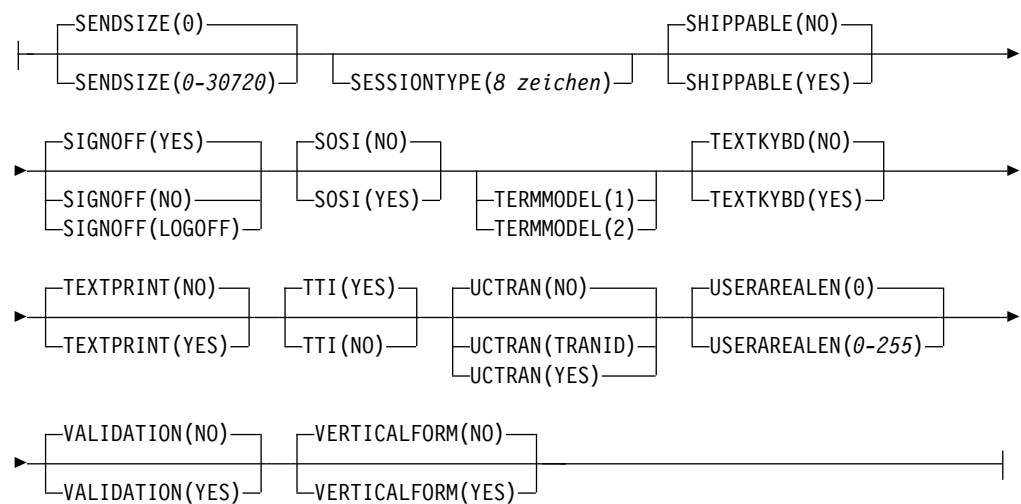 SENDSIZE(0) SHIPPABLE(NO)
SENDSIZE(0-30720) SESSIONTYPE(8 zeichen) SHIPPABLE(YES)
SIGNOFF(YES) SOSI(NO) TEXTKYBD(NO)
SIGNOFF(NO) SOSI(YES) TERMMODEL(1) TEXTKYBD(YES)
SIGNOFF(LOGOFF) TERMMODEL(2)
TEXTPRINT(NO) TTI(YES) UCTRAN(NO) USERAREALEN(0)
TEXTPRINT(YES) TTI(NO) UCTRAN(TRANID) USERAREALEN(0-255)
UCTRAN(YES)
VALIDATION(NO) VERTICALFORM(NO)
VALIDATION(YES) VERTICALFORM(YES)